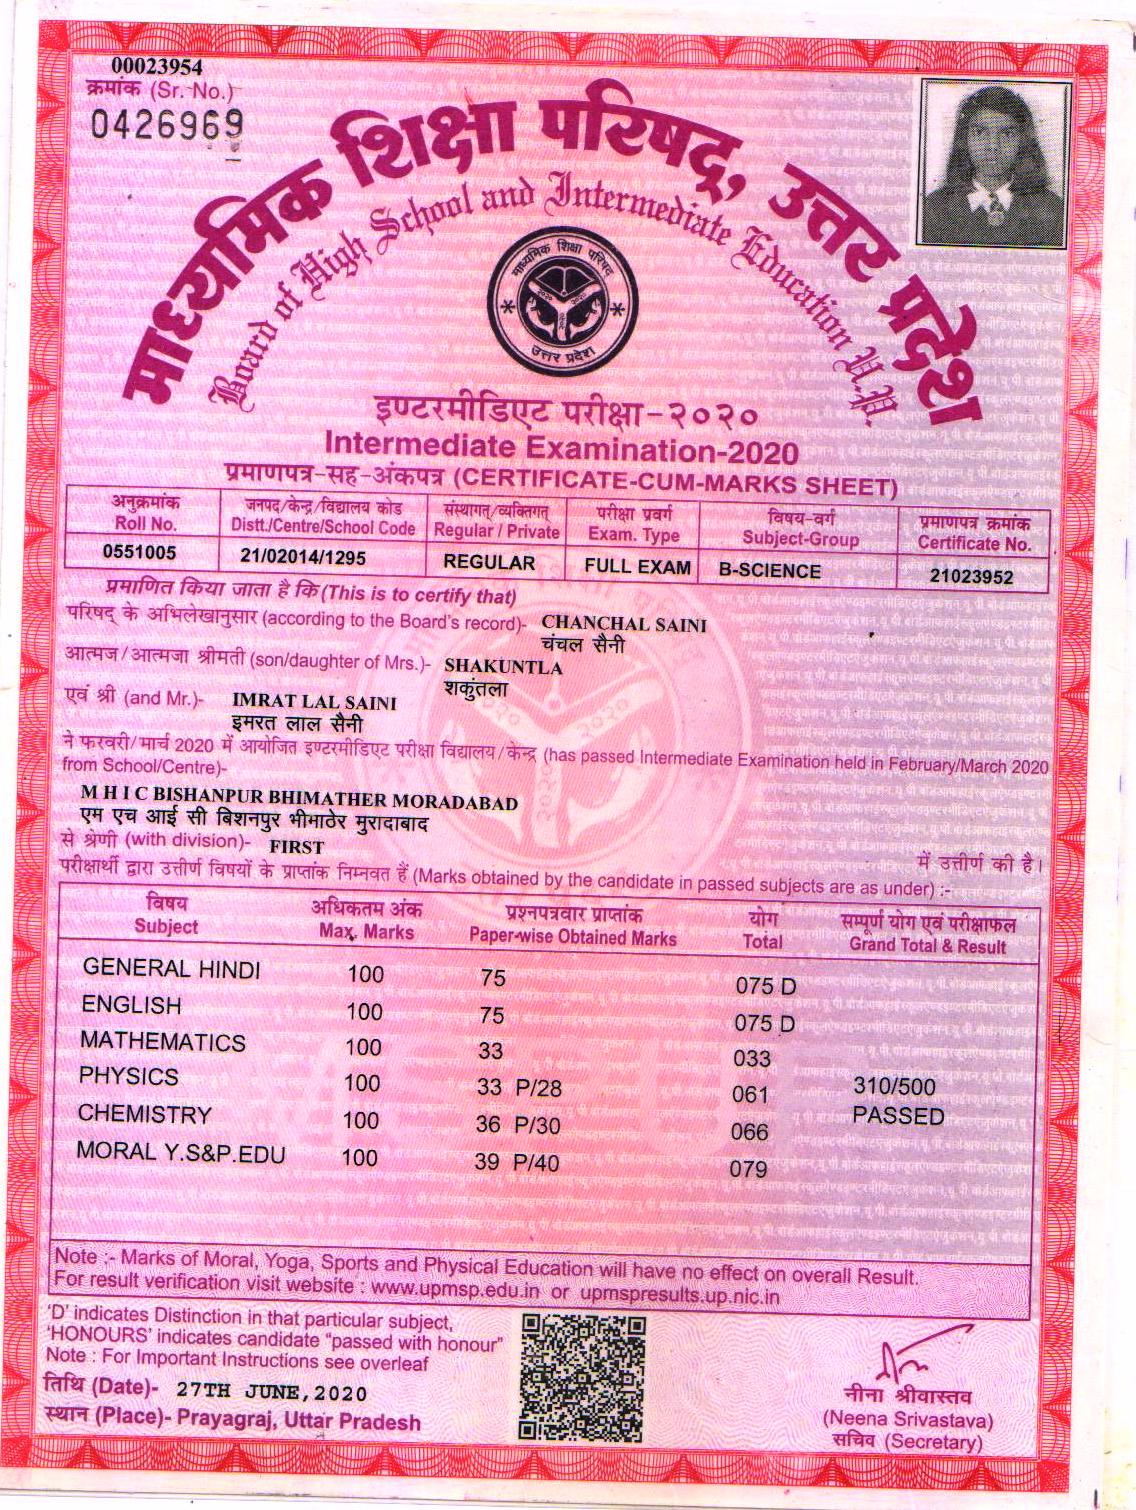 00023954
क्रमांक (Sr. No.)
0426969
माध्यमिक शिक्षा परिषद्, उत्तर प्रदेश
Board of High School and Intermediate Education U.P.
माध्यमिक शिक्षा परिषद
उत्तर प्रदेश
इण्टरमीडिएट परीक्षा-२०२०
Intermediate Examination-2020
प्रमाणपत्र-सह-अंकपत्र (CERTIFICATE-CUM-MARKS SHEET)
अनुक्रमांक जनपद/केन्द्र/विद्यालय कोड संस्थागत्/व्यक्तिगत् परीक्षा प्रवर्ग विषय-वर्ग प्रमाणपत्र क्रमांक
Roll No. Distt./Centre/School Code Regular / Private Exam. Type Subject-Group Certificate No.
0551005 21/02014/1295 REGULAR FULL EXAM B-SCIENCE 21023952
प्रमाणित किया जाता है कि (This is to certify that)
परिषद् के अभिलेखानुसार (according to the Board's record)- CHANCHAL SAINI
चंचल सैनी
आत्मज/आत्मजा श्रीमती (son/daughter of Mrs.)- SHAKUNTLA
शकुंतला
एवं श्री (and Mr.)- IMRAT LAL SAINI
इमरत लाल सैनी
ने फरवरी/मार्च 2020 में आयोजित इण्टरमीडिएट परीक्षा विद्यालय/केन्द्र (has passed Intermediate Examination held in February/March 2020
from School/Centre)-
M H I C BISHANPUR BHIMATHER MORADABAD
एम एच आई सी बिशनपुर भीमाठेर मुरादाबाद
से श्रेणी (with division)- FIRST में उत्तीर्ण की है।
परीक्षार्थी द्वारा उत्तीर्ण विषयों के प्राप्तांक निम्नवत हैं (Marks obtained by the candidate in passed subjects are as under) :-
विषय अधिकतम अंक प्रश्नपत्रवार प्राप्तांक योग सम्पूर्ण योग एवं परीक्षाफल
Subject Max. Marks Paper-wise Obtained Marks Total Grand Total & Result
GENERAL HINDI 100 75 075 D
ENGLISH 100 75 075 D
MATHEMATICS 100 33 033
PHYSICS 100 33 P/28 061 310/500
CHEMISTRY 100 36 P/30 066 PASSED
MORAL Y.S&P.EDU 100 39 P/40 079
Note :- Marks of Moral, Yoga, Sports and Physical Education will have no effect on overall Result.
For result verification visit website : www.upmsp.edu.in or upmspresults.up.nic.in
'D' indicates Distinction in that particular subject,
'HONOURS' indicates candidate "passed with honour"
Note : For Important Instructions see overleaf
तिथि (Date)- 27TH JUNE,2020
स्थान (Place)- Prayagraj, Uttar Pradesh
नीना श्रीवास्तव
(Neena Srivastava)
सचिव (Secretary)